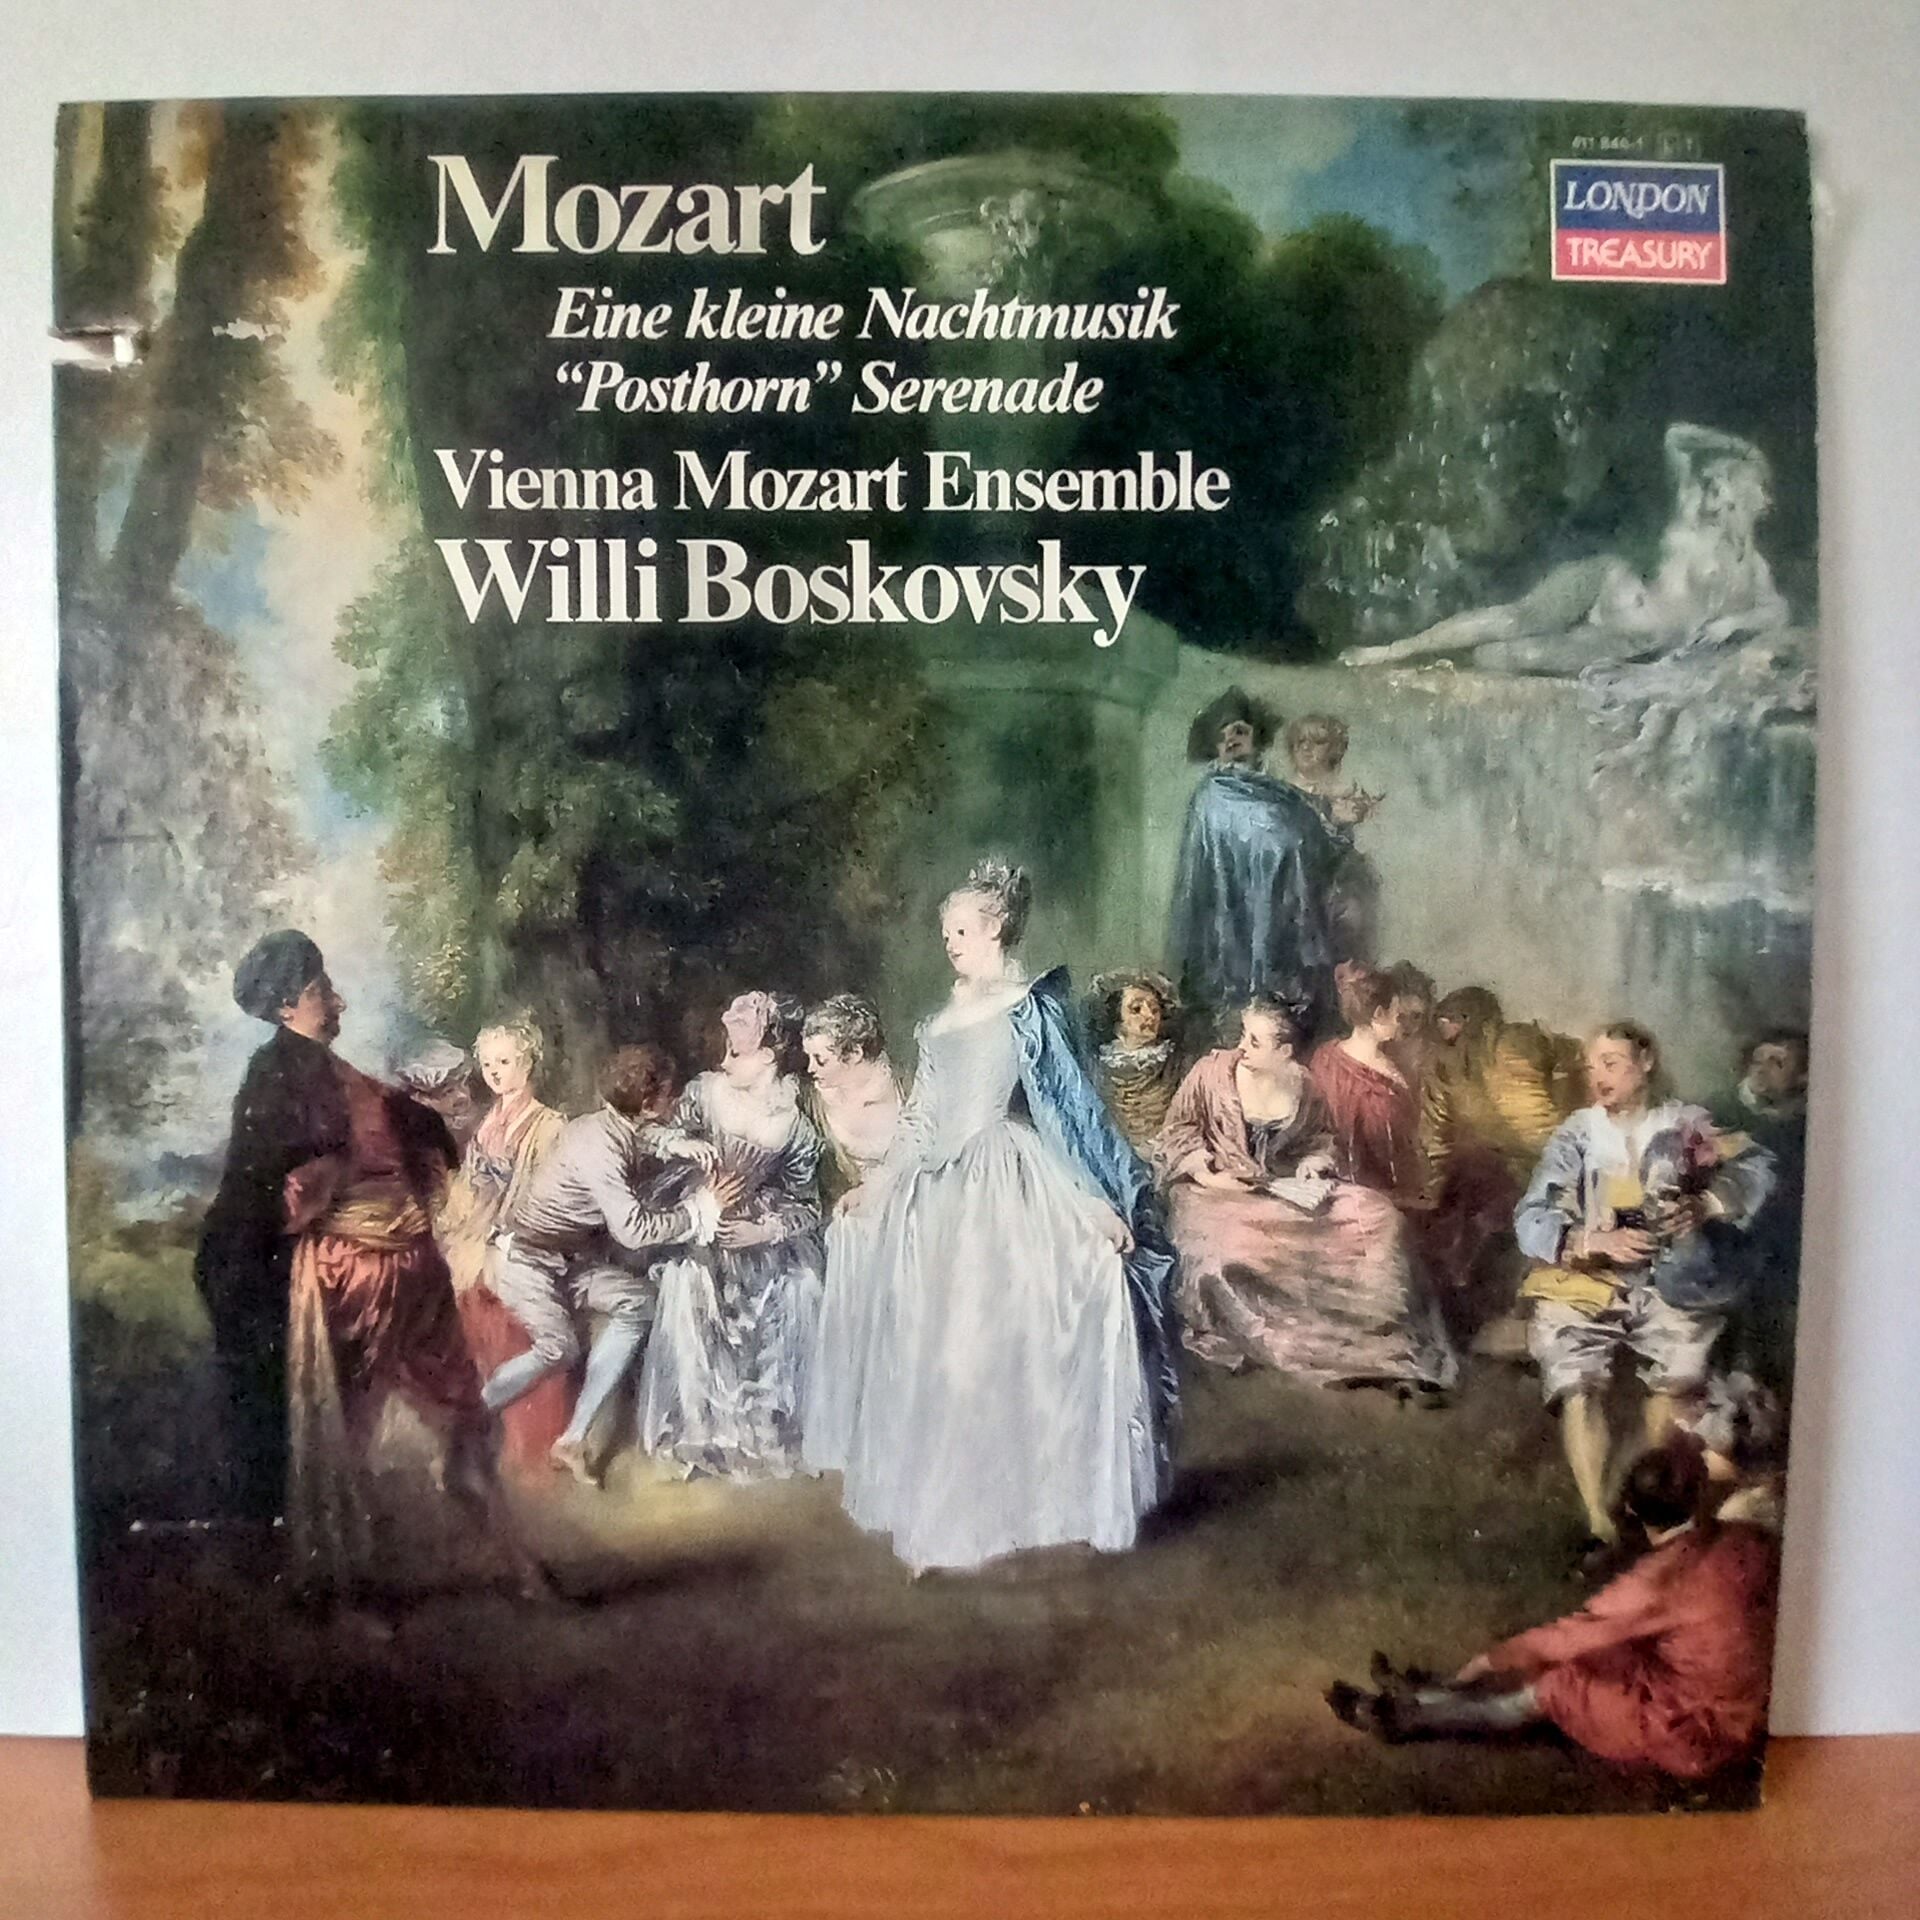 LONDON
TREASURY
Mozart
Eine kleine Nachtmusik
“Posthorn” Serenade
Vienna Mozart Ensemble
Willi Boskovsky